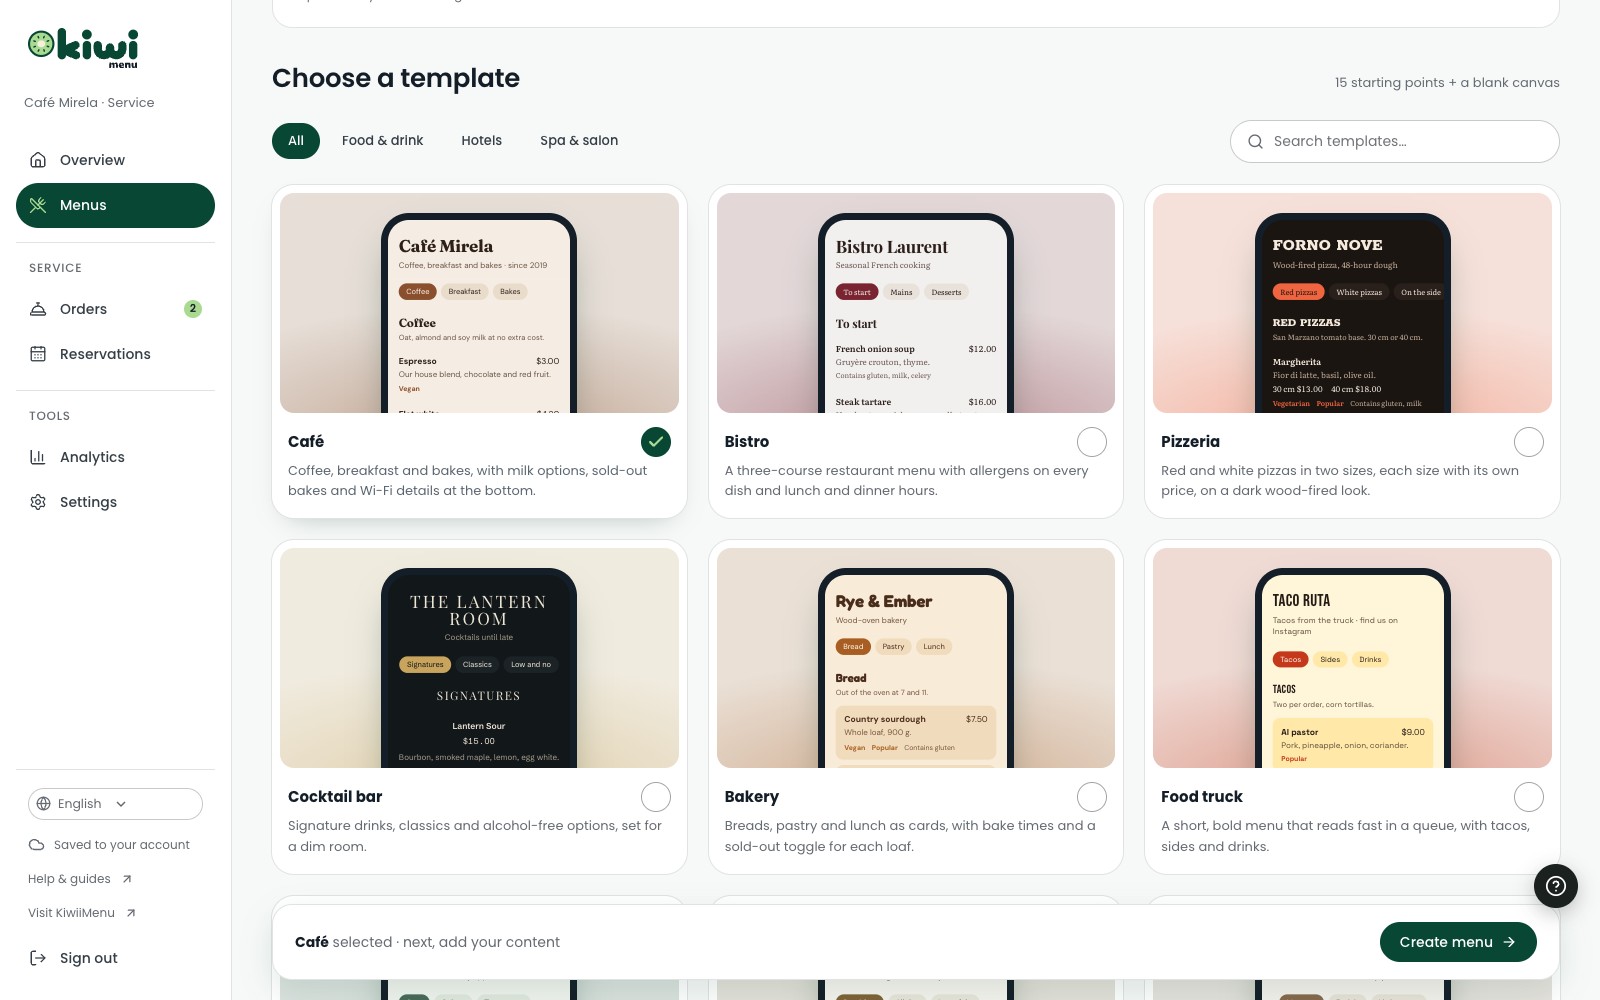 kiwi
menu
Café Mirela · Service
Overview
Menus
SERVICE
Orders 2
Reservations
TOOLS
Analytics
Settings
English
Saved to your account
Help & guides
Visit KiwiiMenu
Sign out
Choose a template
15 starting points + a blank canvas
All Food & drink Hotels Spa & salon
Search templates...
Café Mirela
Coffee, breakfast and bakes · since 2019
Coffee Breakfast Bakes
Coffee
Oat, almond and soy milk at no extra cost.
Espresso $3.00
Our house blend, chocolate and red fruit.
Vegan
Café
Coffee, breakfast and bakes, with milk options, sold-out
bakes and Wi-Fi details at the bottom.
Bistro Laurent
Seasonal French cooking
To start Mains Desserts
To start
French onion soup $12.00
Gruyère crouton, thyme.
Contains gluten, milk, celery
Steak tartare $16.00
Bistro
A three-course restaurant menu with allergens on every
dish and lunch and dinner hours.
FORNO NOVE
Wood-fired pizza, 48-hour dough
Red pizzas White pizzas On the side
RED PIZZAS
San Marzano tomato base. 30 cm or 40 cm.
Margherita
Fior di latte, basil, olive oil.
30 cm $13.00 40 cm $18.00
Vegetarian Popular Contains gluten, milk
Pizzeria
Red and white pizzas in two sizes, each size with its own
price, on a dark wood-fired look.
THE LANTERN
ROOM
Cocktails until late
Signatures Classics Low and no
SIGNATURES
Lantern Sour
$15.00
Bourbon, smoked maple, lemon, egg white.
Cocktail bar
Signature drinks, classics and alcohol-free options, set for
a dim room.
Rye & Ember
Wood-oven bakery
Bread Pastry Lunch
Bread
Out of the oven at 7 and 11.
Country sourdough $7.50
Whole loaf, 900 g.
Vegan Popular Contains gluten
Bakery
Breads, pastry and lunch as cards, with bake times and a
sold-out toggle for each loaf.
TACO RUTA
Tacos from the truck · find us on
Instagram
Tacos Sides Drinks
TACOS
Two per order, corn tortillas.
Al pastor $9.00
Pork, pineapple, onion, coriander.
Popular
Food truck
A short, bold menu that reads fast in a queue, with tacos,
sides and drinks.
Café selected · next, add your content
Create menu